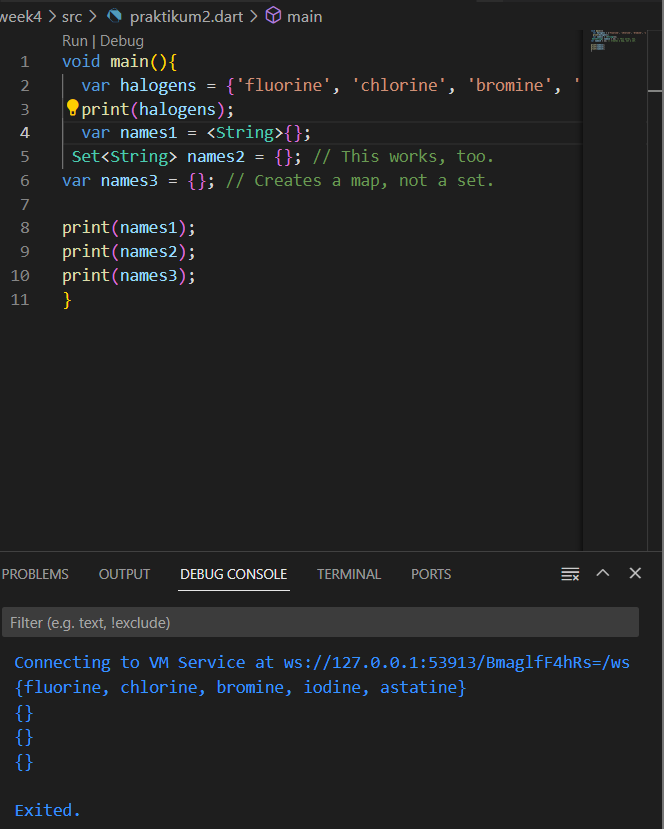 week4 > src > praktikum2.dart > main
Run | Debug
1 void main(){
2 var halogens = {'fluorine', 'chlorine', 'bromine', '
3 print(halogens);
4 var names1 = <String>{};
5 Set<String> names2 = {}; // This works, too.
6 var names3 = {}; // Creates a map, not a set.
7
8 print(names1);
9 print(names2);
10 print(names3);
11 }
PROBLEMS OUTPUT DEBUG CONSOLE TERMINAL PORTS
Filter (e.g. text, !exclude)
Connecting to VM Service at ws://127.0.0.1:53913/BmaglfF4hRs=/ws
{fluorine, chlorine, bromine, iodine, astatine}
{}
{}
{}
Exited.